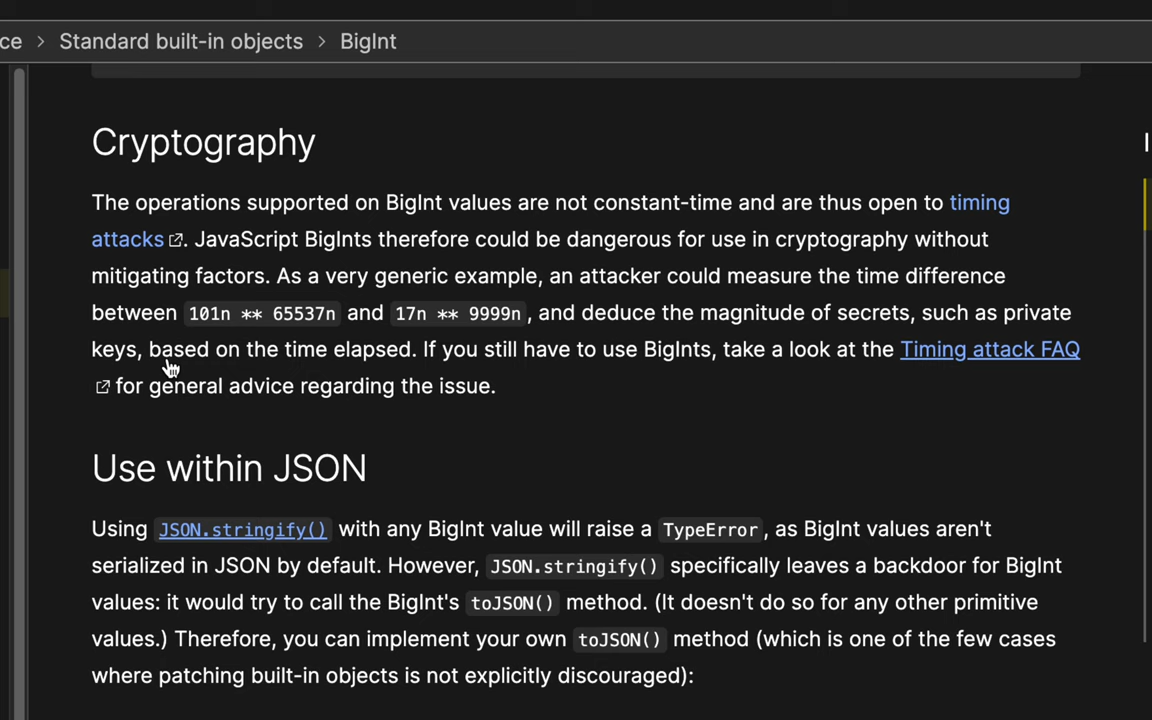 ce > Standard built-in objects > BigInt
Cryptography
The operations supported on BigInt values are not constant-time and are thus open to timing
attacks. JavaScript BigInts therefore could be dangerous for use in cryptography without
mitigating factors. As a very generic example, an attacker could measure the time difference
between 101n ** 65537n and 17n ** 9999n, and deduce the magnitude of secrets, such as private
keys, based on the time elapsed. If you still have to use BigInts, take a look at the Timing attack FAQ
for general advice regarding the issue.
Use within JSON
Using JSON.stringify() with any BigInt value will raise a TypeError, as BigInt values aren't
serialized in JSON by default. However, JSON.stringify() specifically leaves a backdoor for BigInt
values: it would try to call the BigInt's toJSON() method. (It doesn't do so for any other primitive
values.) Therefore, you can implement your own toJSON() method (which is one of the few cases
where patching built-in objects is not explicitly discouraged):